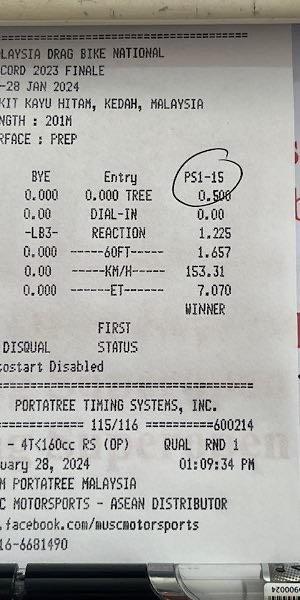 ========================================
LAYSIA DRAG BIKE NATIONAL
CORD 2023 FINALE
-28 JAN 2024
KIT KAYU HITAM, KEDAH, MALAYSIA
NGTH : 201M
RFACE : PREP
BYE Entry PS1-15
0.000 0.000 TREE 0.500
0.00 DIAL-IN 0.00
-LB3- REACTION 1.225
0.000 -----60FT----- 1.657
0.00 -----KM/H----- 153.31
0.000 ------ET------ 7.070
WINNER
FIRST
DISQUAL STATUS
tostart Disabled
========================================
PORTATREE TIMING SYSTEMS, INC.
========== 115/116 ==========600214
- 4T<160cc RS (OP) QUAL RND 1
uary 28, 2024 01:09:34 PM
M PORTATREE MALAYSIA
C MOTORSPORTS - ASEAN DISTRIBUTOR
.facebook.com/muscmotorsports
16-6681490